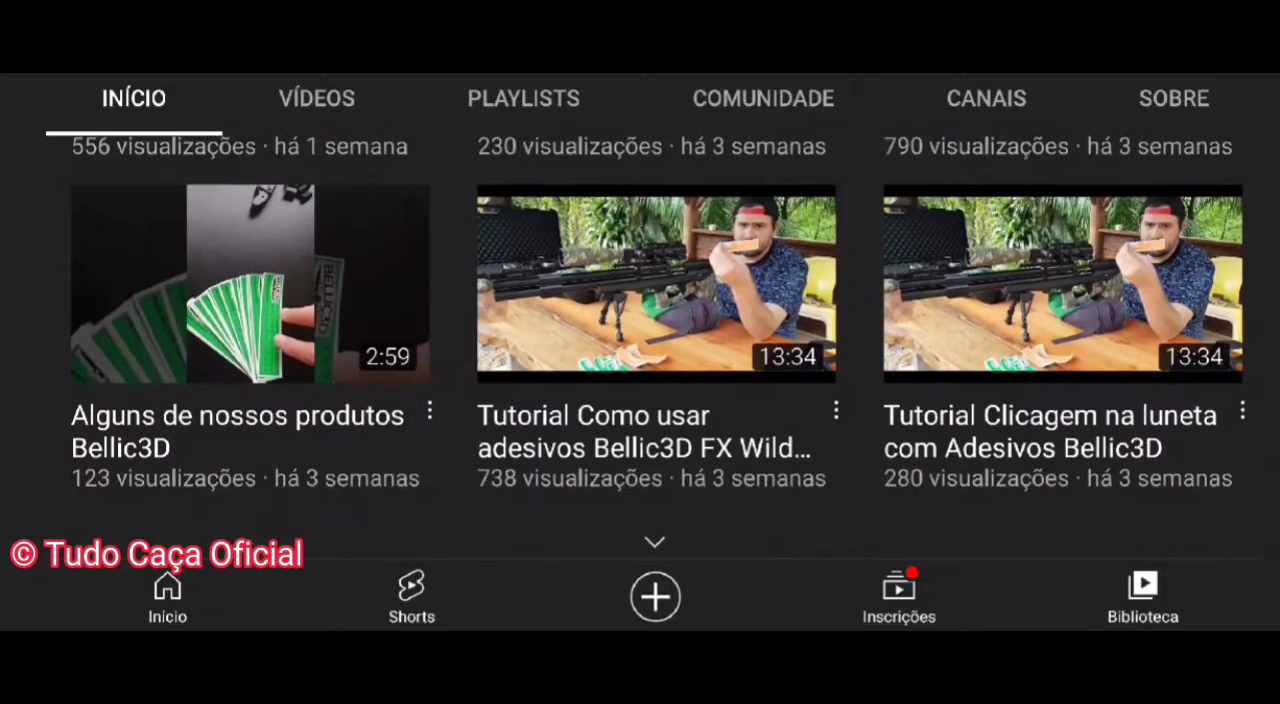 INÍCIO VÍDEOS PLAYLISTS COMUNIDADE CANAIS SOBRE
556 visualizações · há 1 semana
230 visualizações · há 3 semanas
790 visualizações · há 3 semanas
BELLIC3D
2:59
13:34
13:34
Alguns de nossos produtos
Bellic3D
123 visualizações · há 3 semanas
Tutorial Como usar
adesivos Bellic3D FX Wild...
738 visualizações · há 3 semanas
Tutorial Clicagem na luneta
com Adesivos Bellic3D
280 visualizações · há 3 semanas
© Tudo Caça Oficial
Início Shorts Inscrições Biblioteca